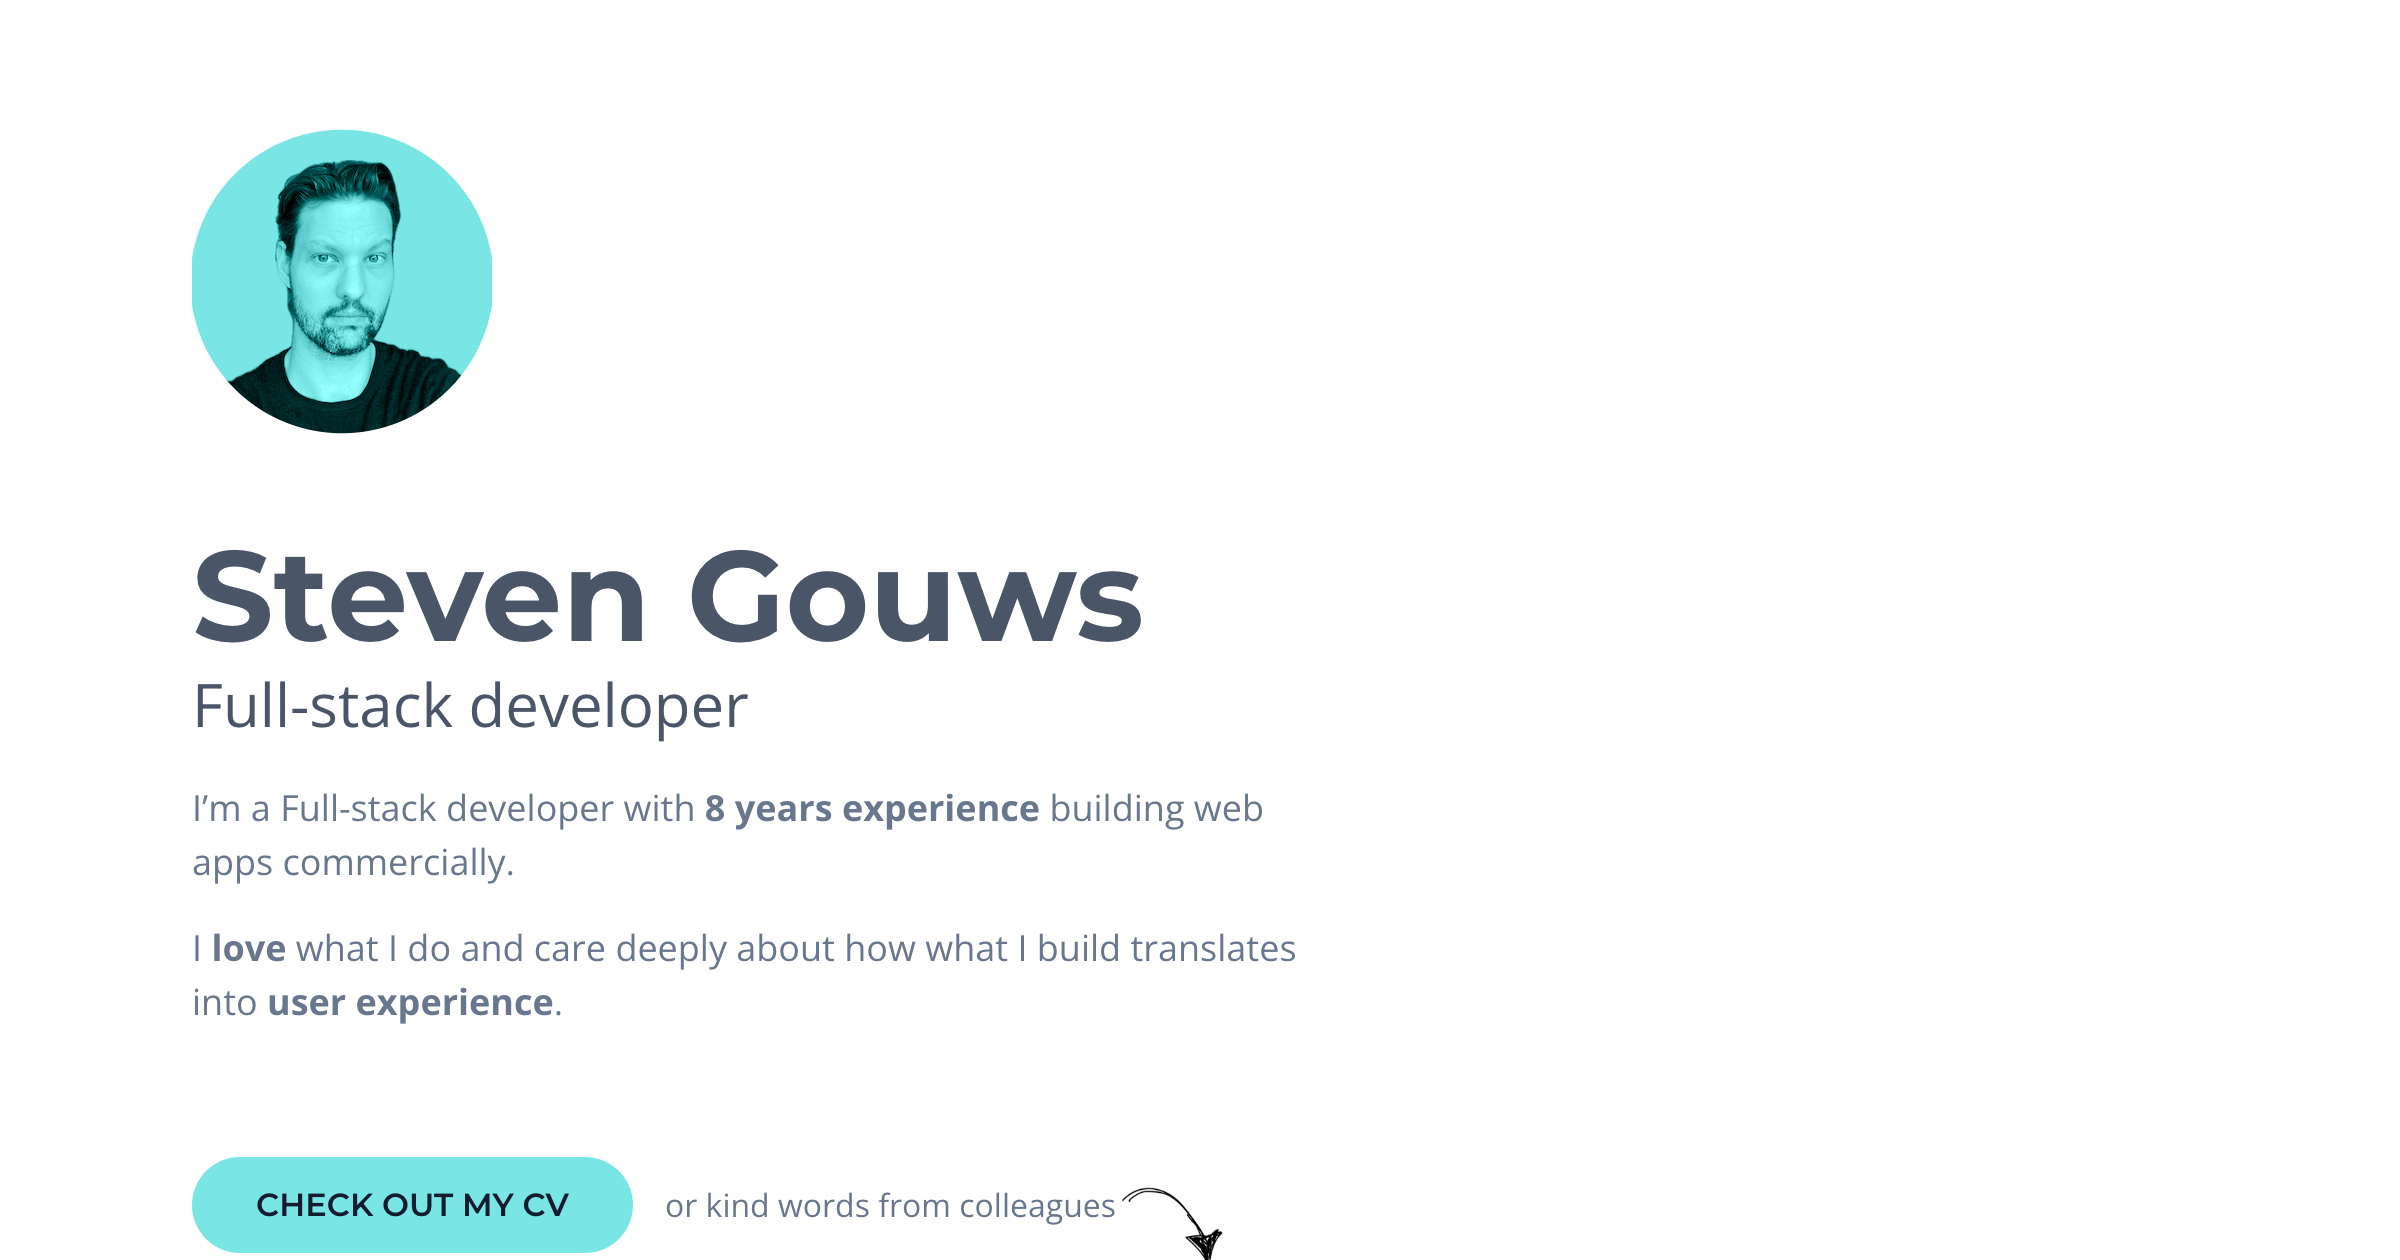 Steven Gouws
Full-stack developer
I’m a Full-stack developer with 8 years experience building web
apps commercially.
I love what I do and care deeply about how what I build translates
into user experience.
CHECK OUT MY CV
or kind words from colleagues